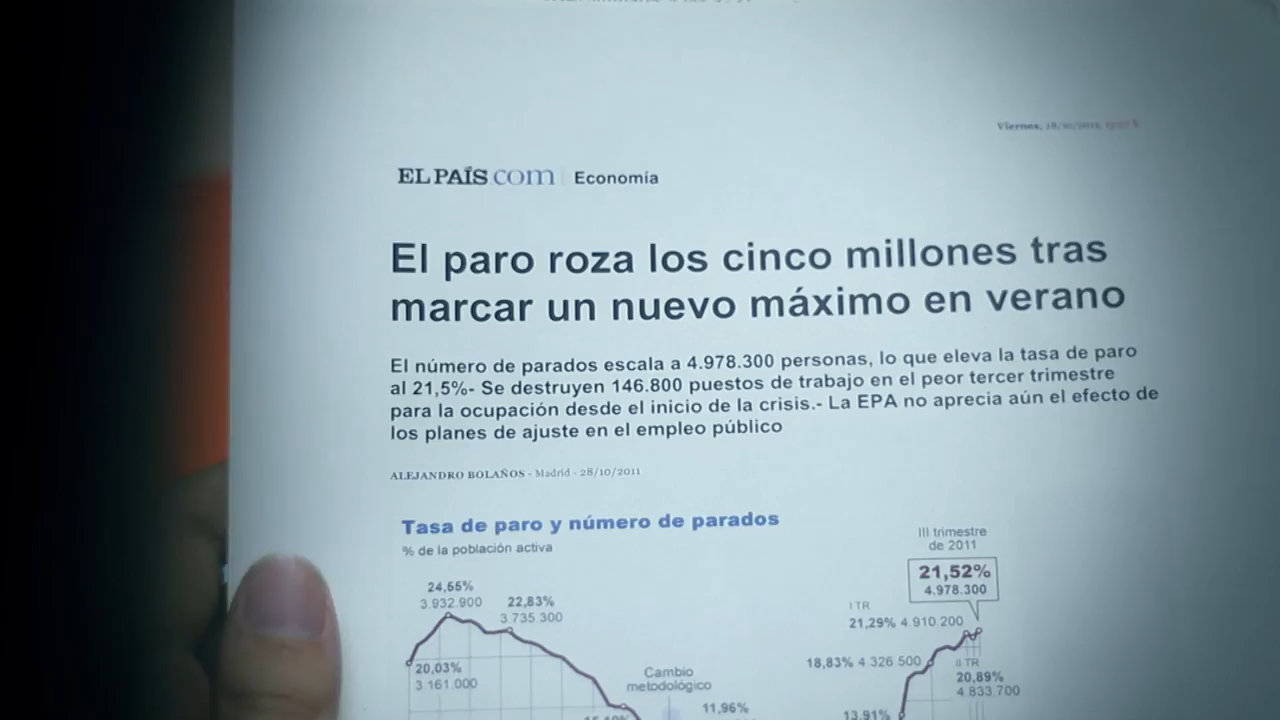 Viernes, 28/10/2011,
EL PAÍS com Economía
El paro roza los cinco millones tras
marcar un nuevo máximo en verano
El número de parados escala a 4.978.300 personas, lo que eleva la tasa de paro
al 21,5%- Se destruyen 146.800 puestos de trabajo en el peor tercer trimestre
para la ocupación desde el inicio de la crisis.- La EPA no aprecia aún el efecto de
los planes de ajuste en el empleo público
ALEJANDRO BOLAÑOS - Madrid - 28/10/2011
Tasa de paro y número de parados
% de la población activa
III trimestre
de 2011
21,52%
4.978.300
24,55%
3.932.900
22,83%
3.735.300
I TR
21,29% 4.910.200
20,03%
3.161.000
Cambio
metodológico
18,83% 4.326.500
II TR
20,89%
4.833.700
11,96%
13,91%